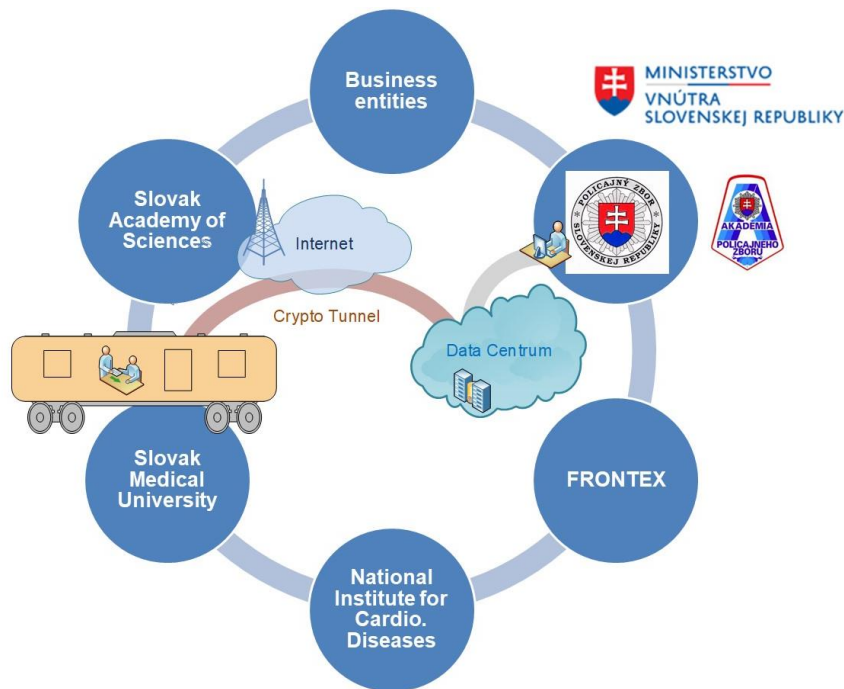 Business
entities
MINISTERSTVO
VNÚTRA
SLOVENSKEJ REPUBLIKY
Slovak
Academy of
Sciences
POLICAJNÝ ZBOR
SLOVENSKEJ REPUBLIKY
AKADÉMIA
POLICAJNÉHO
ZBORU
Internet
Crypto Tunnel
Data Centrum
Slovak
Medical
University
FRONTEX
National
Institute for
Cardio.
Diseases